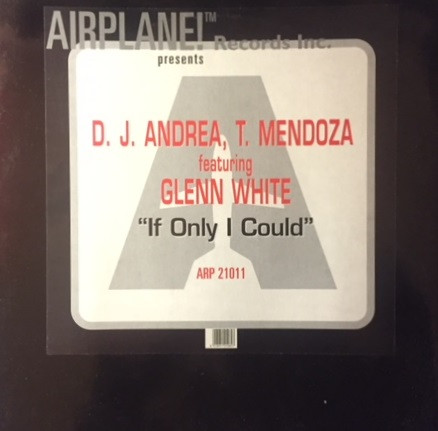 AIRPLANE!™ Records Inc.
presents
D. J. ANDREA, T. MENDOZA
featuring
GLENN WHITE
“If Only I Could”
ARP 21011